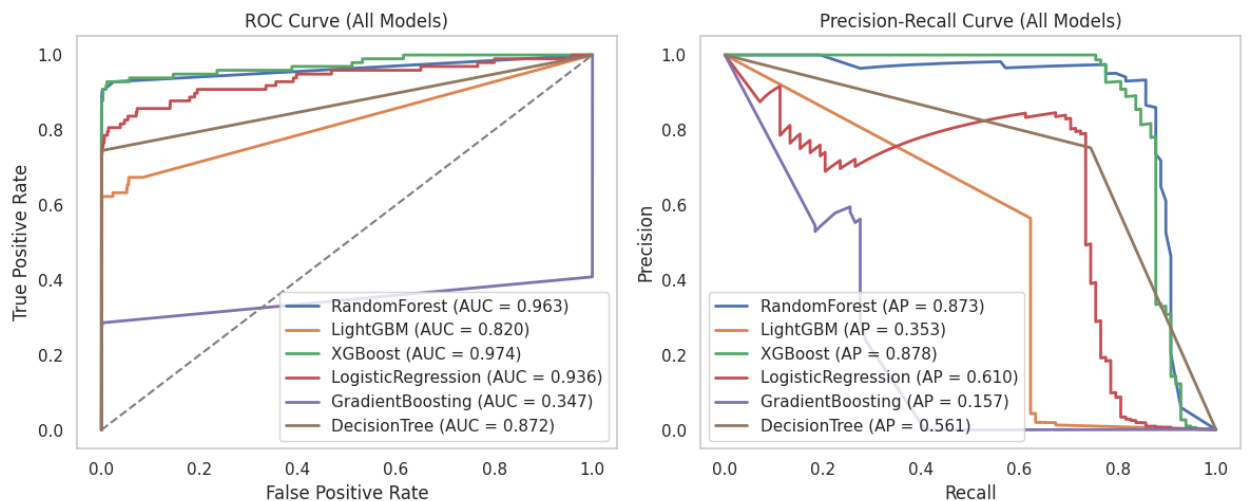 ROC Curve (All Models)
1.0
0.8
0.6
0.4
0.2
0.0
True Positive Rate
RandomForest (AUC = 0.963)
LightGBM (AUC = 0.820)
XGBoost (AUC = 0.974)
LogisticRegression (AUC = 0.936)
GradientBoosting (AUC = 0.347)
DecisionTree (AUC = 0.872)
0.0 0.2 0.4 0.6 0.8 1.0
False Positive Rate
Precision-Recall Curve (All Models)
1.0
0.8
0.6
0.4
0.2
0.0
Precision
RandomForest (AP = 0.873)
LightGBM (AP = 0.353)
XGBoost (AP = 0.878)
LogisticRegression (AP = 0.610)
GradientBoosting (AP = 0.157)
DecisionTree (AP = 0.561)
0.0 0.2 0.4 0.6 0.8 1.0
Recall